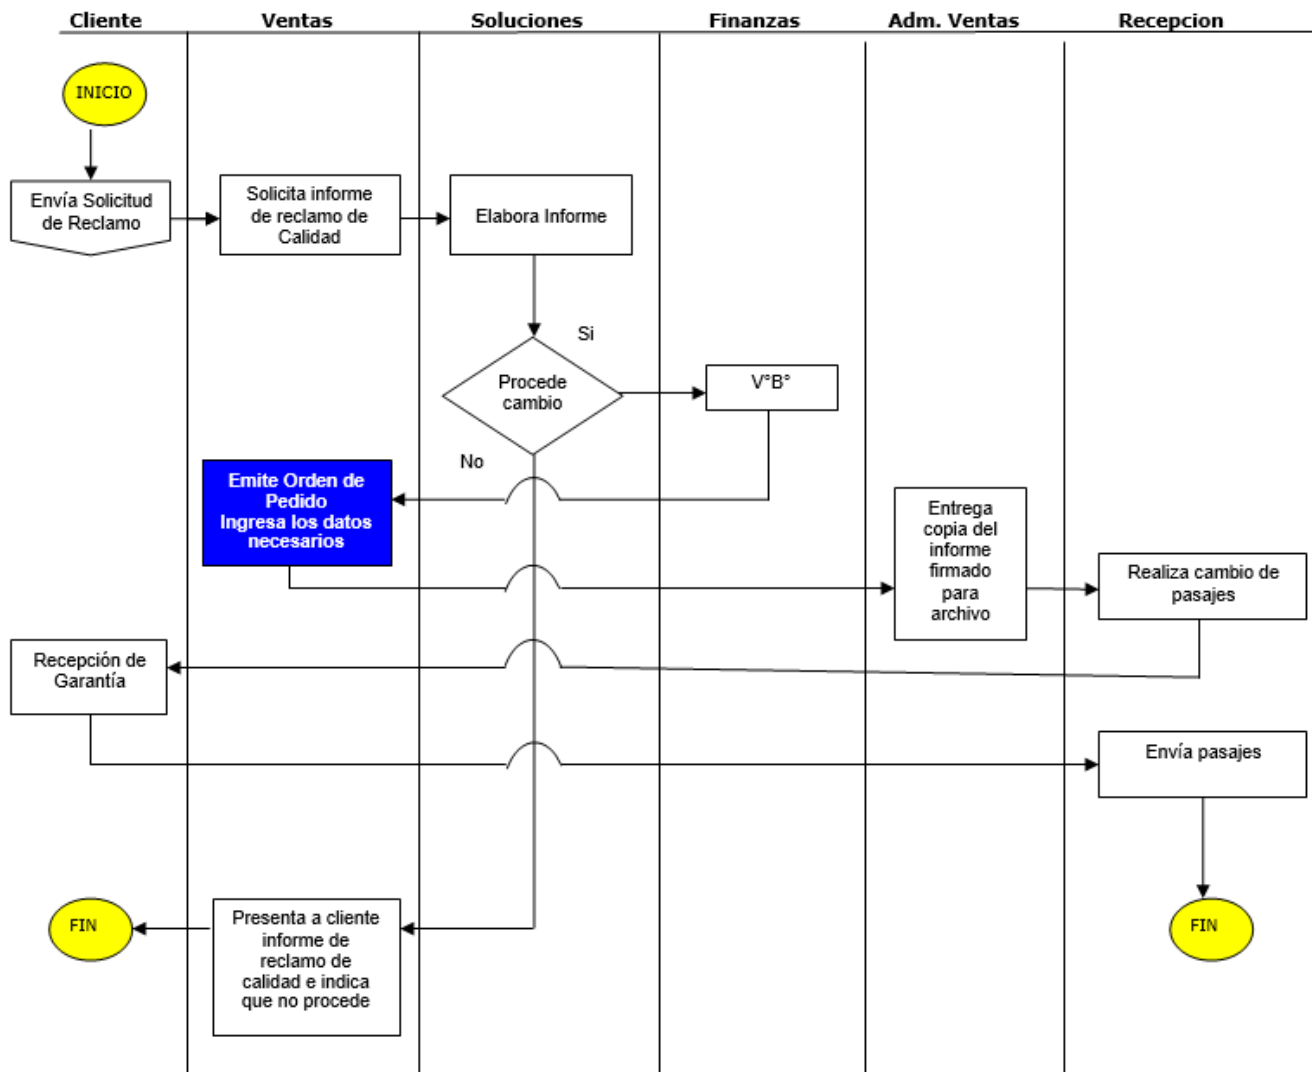 Cliente
Ventas
Soluciones
Finanzas
Adm. Ventas
Recepcion
INICIO
Envía Solicitud
de Reclamo
Solicita informe
de reclamo de
Calidad
Elabora Informe
Si
Procede
cambio
V°B°
No
Emite Orden de
Pedido
Ingresa los datos
necesarios
Entrega
copia del
informe
firmado
para
archivo
Realiza cambio de
pasajes
Recepción de
Garantía
Envía pasajes
FIN
Presenta a cliente
informe de
reclamo de
calidad e indica
que no procede
FIN